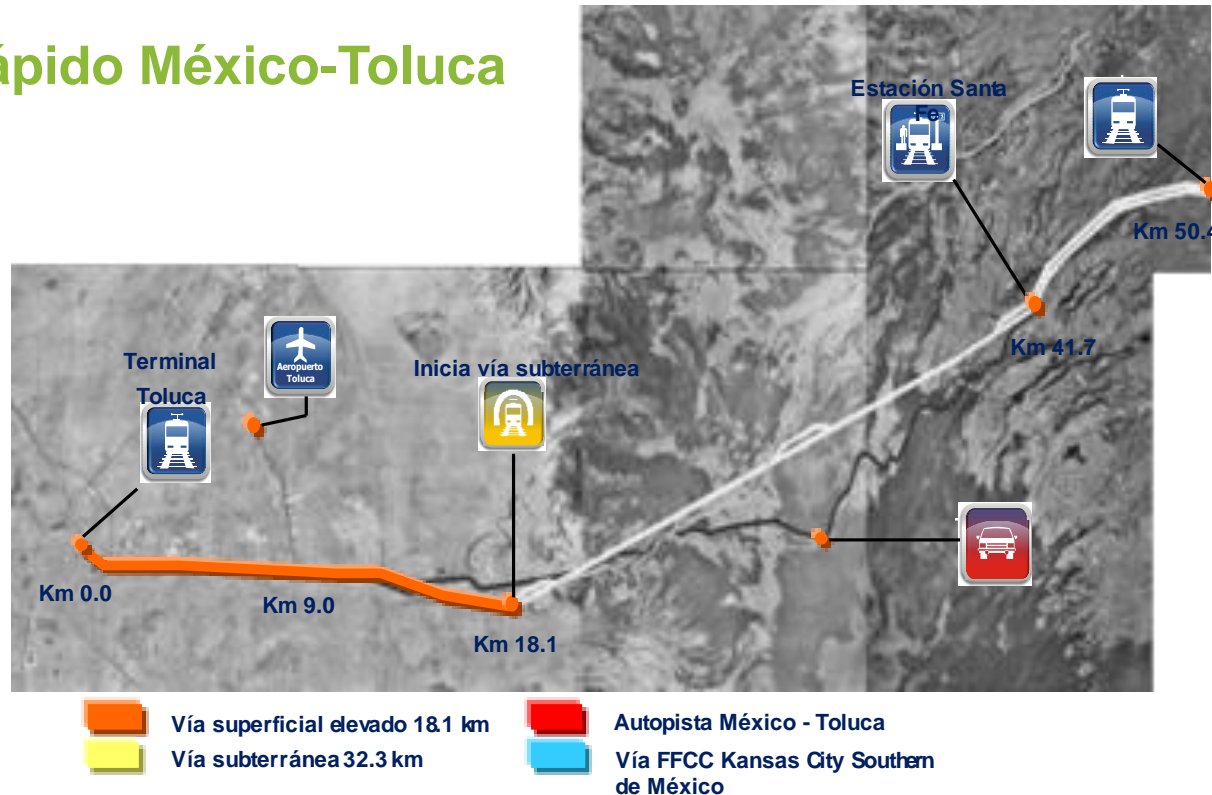 ápido México-Toluca
Estación Santa
Fe
Km 50.4
Km 41.7
Aeropuerto
Toluca
Terminal
Toluca
Inicia vía subterránea
Km 0.0
Km 9.0
Km 18.1
Vía superficial elevado 18.1 km
Vía subterránea 32.3 km
Autopista México - Toluca
Vía FFCC Kansas City Southern
de México